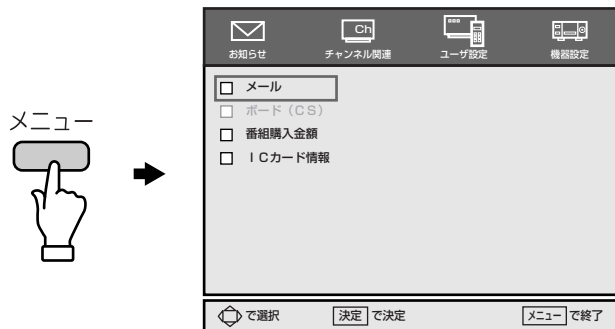 メニュー
Ch
お知らせ チャンネル関連 ユーザ設定 機器設定
メール
ボード（CS）
番組購入金額
ＩＣカード情報
で選択 決定 で決定 メニュー で終了